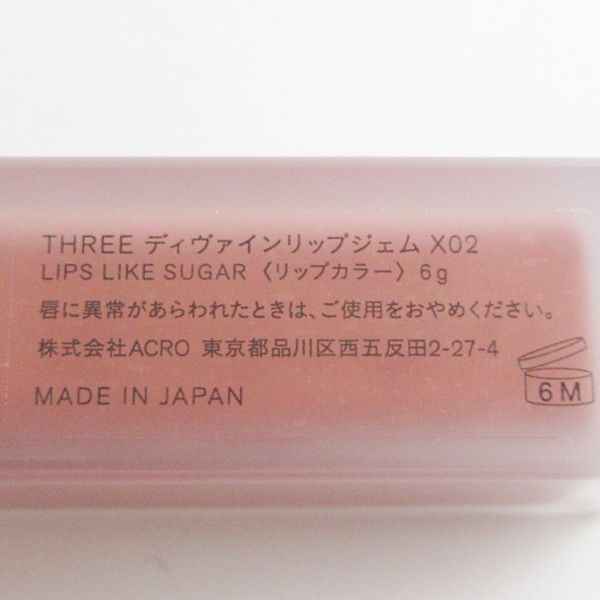 THREE ディヴァインリップジェム X02
LIPS LIKE SUGAR 〈リップカラー〉 6g
唇に異常があらわれたときは、ご使用をおやめください。
株式会社ACRO 東京都品川区西五反田2-27-4
MADE IN JAPAN
6M